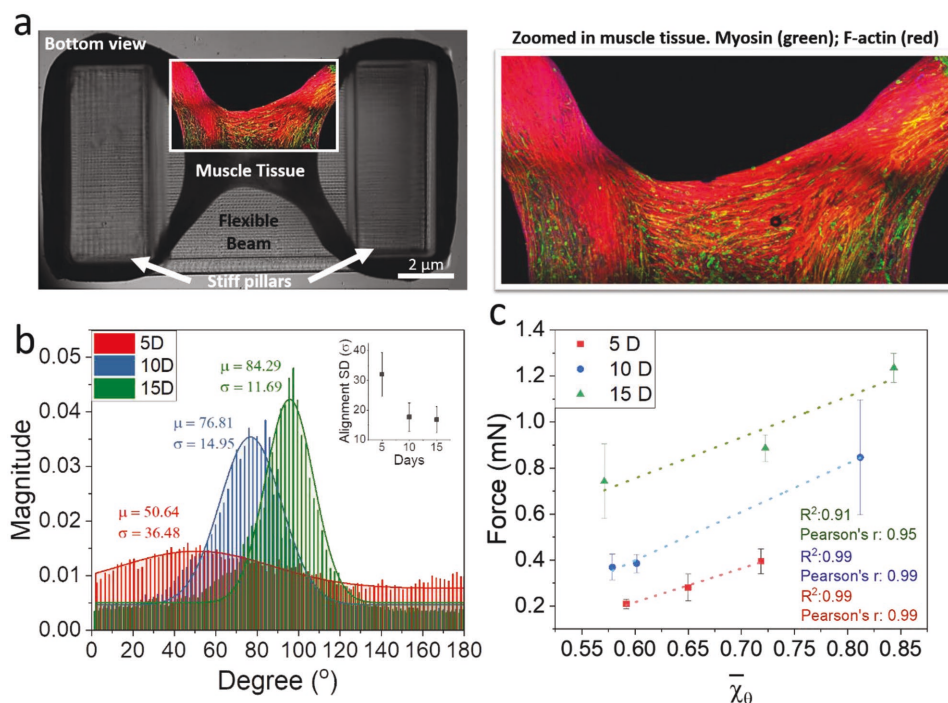 a
Bottom view
Muscle Tissue
Flexible
Beam
Stiff pillars
2 µm
Zoomed in muscle tissue. Myosin (green); F-actin (red)
b
5D
10D
15D
μ = 50.64
σ = 36.48
μ = 76.81
σ = 14.95
μ = 84.29
σ = 11.69
0.05
0.04
0.03
0.02
0.01
0.00
Magnitude
0 20 40 60 80 100 120 140 160 180
Degree (°)
Alignment SD (σ)
40
30
20
10
5 10 15
Days
c
5 D
10 D
15 D
1.4
1.2
1.0
0.8
0.6
0.4
0.2
Force (mN)
R²:0.91
Pearson's r: 0.95
R²:0.99
Pearson's r: 0.99
R²:0.99
Pearson's r: 0.99
0.55 0.60 0.65 0.70 0.75 0.80 0.85
χ̅θ